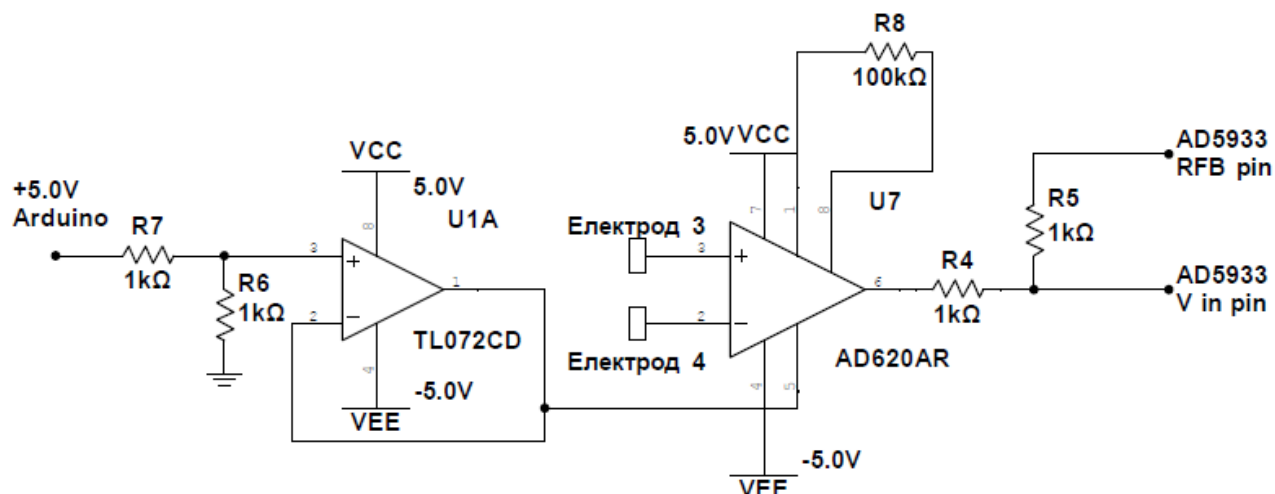 R8
100kΩ
5.0V
VCC
AD5933
RFB pin
VCC
5.0V
+5.0V
Arduino
8
U1A
7
1
8
U7
R5
1kΩ
R7
1kΩ
Електрод 3
3
3
+
+
R4
1kΩ
AD5933
V in pin
R6
1kΩ
1
6
2
−
2
−
TL072CD
Електрод 4
AD620AR
4
-5.0V
VEE
4
5
-5.0V
VEE